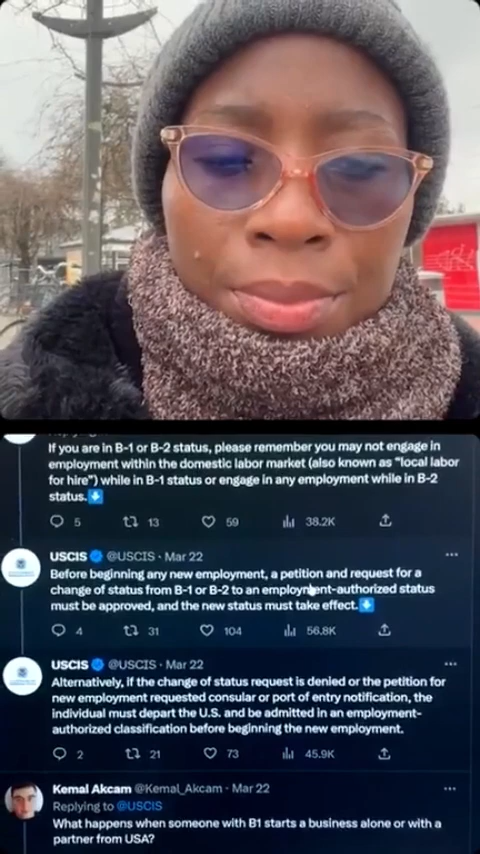 If you are in B-1 or B-2 status, please remember you may not engage in
employment within the domestic labor market (also known as “local labor
for hire”) while in B-1 status or engage in any employment while in B-2
status.⬇️
5 13 59 38.2K
USCIS @USCIS · Mar 22
Before beginning any new employment, a petition and request for a
change of status from B-1 or B-2 to an employment-authorized status
must be approved, and the new status must take effect.⬇️
4 31 104 56.8K
USCIS @USCIS · Mar 22
Alternatively, if the change of status request is denied or the petition for
new employment requested consular or port of entry notification, the
individual must depart the U.S. and be admitted in an employment-
authorized classification before beginning the new employment.
2 21 73 45.9K
Kemal Akcam @Kemal_Akcam · Mar 22
Replying to @USCIS
What happens when someone with B1 starts a business alone or with a
partner from USA?